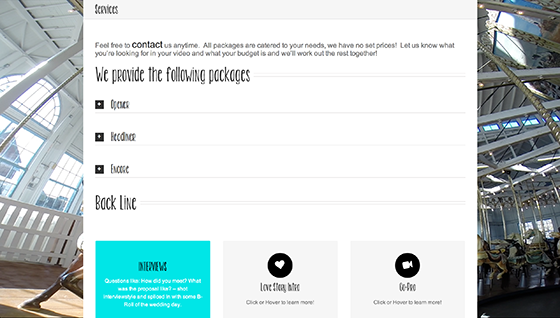 Services
Feel free to contact us anytime. All packages are catered to your needs, we have no set prices! Let us know what
you're looking for in your video and what your budget is and we'll work out the rest together!
We provide the following packages
+ Opener
+ Headliner
+ Encore
Back Line
INTERVIEWS
Questions like: How did you meet? What
was the proposal like? – shot
interviewstyle and spliced in with some B-
Roll of the wedding day.
Love Story Intro
Click or Hover to learn more!
Go-Pro
Click or Hover to learn more!